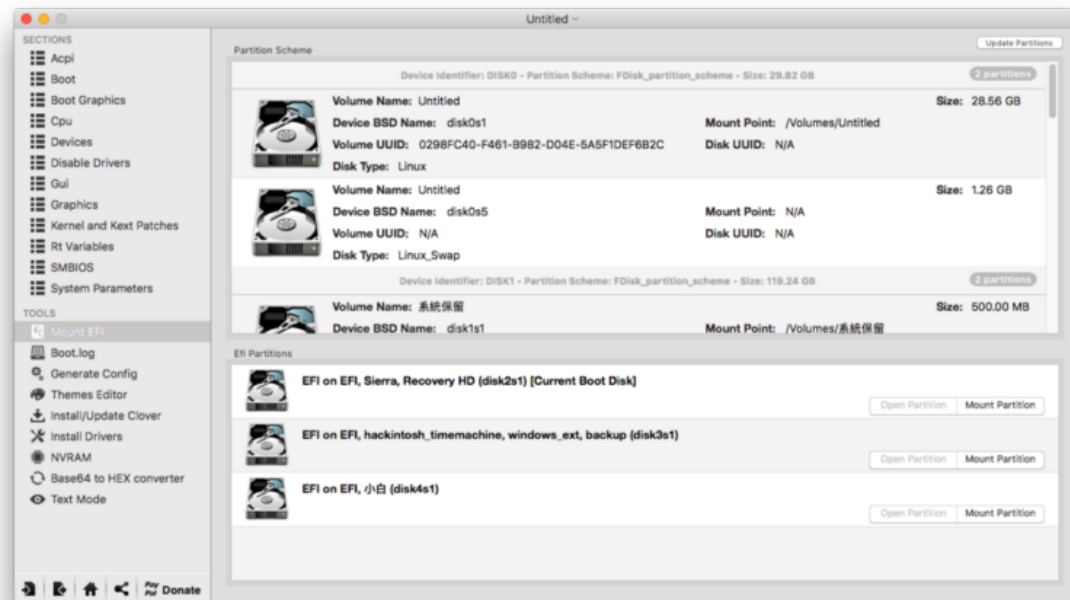 Untitled
SECTIONS
Acpi
Boot
Boot Graphics
Cpu
Devices
Disable Drivers
Gui
Graphics
Kernel and Kext Patches
Rt Variables
SMBIOS
System Parameters
TOOLS
Mount EFI
Boot.log
Generate Config
Themes Editor
Install/Update Clover
Install Drivers
NVRAM
Base64 to HEX converter
Text Mode
Pay Pal Donate
Partition Scheme
Update Partitions
Device Identifier: DISK0 - Partition Scheme: FDisk_partition_scheme - Size: 29.82 GB 2 partitions
Volume Name: Untitled Size: 28.56 GB
Device BSD Name: disk0s1 Mount Point: /Volumes/Untitled
Volume UUID: 0298FC40-F461-B982-D04E-5A5F1DEF6B2C Disk UUID: N/A
Disk Type: Linux
Volume Name: Untitled Size: 1.26 GB
Device BSD Name: disk0s5 Mount Point: N/A
Volume UUID: N/A Disk UUID: N/A
Disk Type: Linux_Swap
Device Identifier: DISK1 - Partition Scheme: FDisk_partition_scheme - Size: 119.24 GB 2 partitions
Volume Name: 系統保留 Size: 500.00 MB
Device BSD Name: disk1s1 Mount Point: /Volumes/系統保留
Efi Partitions
EFI on EFI, Sierra, Recovery HD (disk2s1) [Current Boot Disk]
Open Partition Mount Partition
EFI on EFI, hackintosh_timemachine, windows_ext, backup (disk3s1)
Open Partition Mount Partition
EFI on EFI, 小白 (disk4s1)
Open Partition Mount Partition